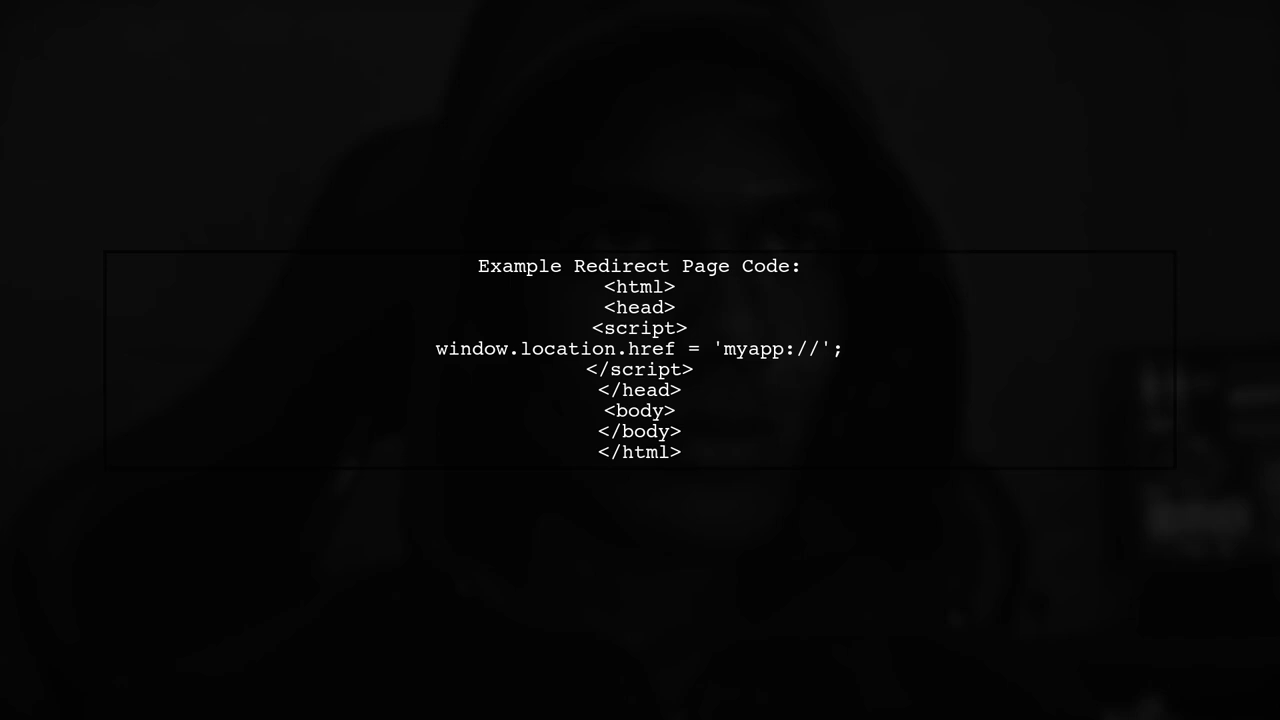 Example Redirect Page Code:
<html>
<head>
<script>
window.location.href = 'myapp://';
</script>
</head>
<body>
</body>
</html>